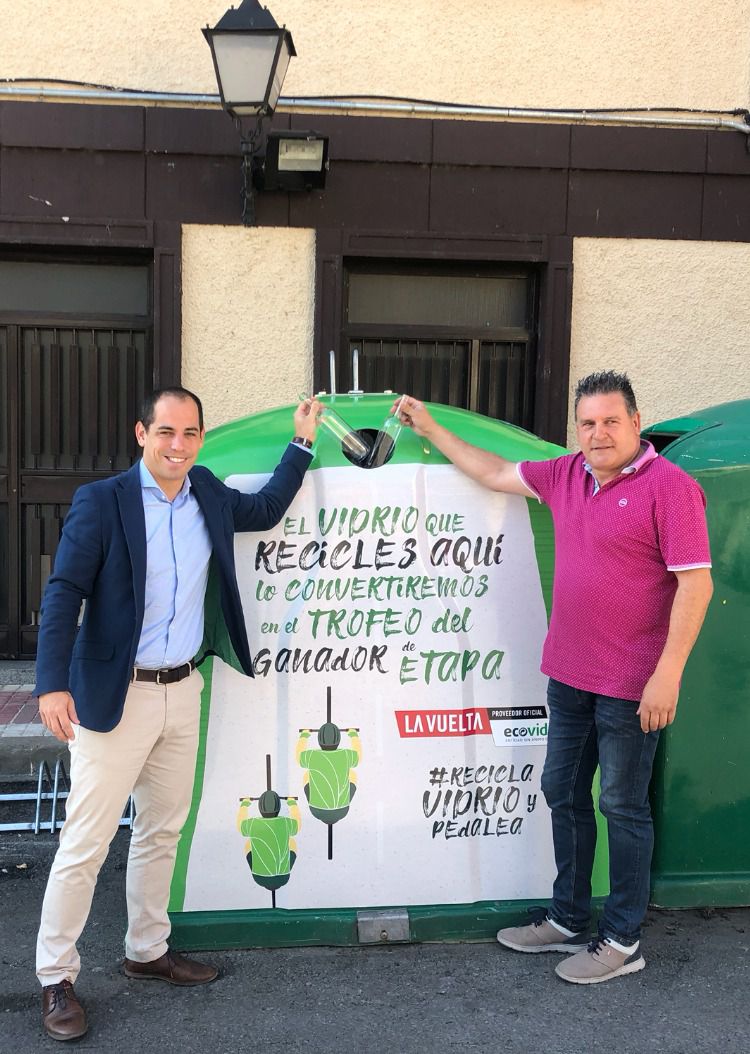 EL VIDRIO QUE
RECICLES AQUÍ
lo CONVERTIREMOS
en el TROFEO del
GANADOR de ETAPA
LA VUELTA
PROVEEDOR OFICIAL
ecovid
#RECICLA
VIDRIO y
PEDALEA